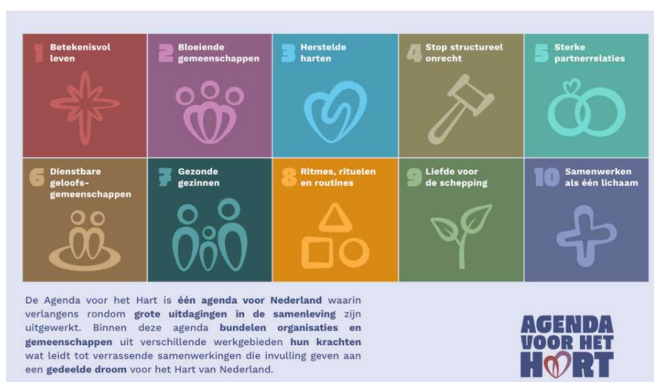 1 Betekenisvol
leven
2 Bloeiende
gemeenschappen
3 Herstelde
harten
4 Stop structureel
onrecht
5 Sterke
partnerrelaties
6 Dienstbare
geloofs-
gemeenschappen
7 Gezonde
gezinnen
8 Ritmes, rituelen
en routines
9 Liefde voor
de schepping
10 Samenwerken
als één lichaam
De Agenda voor het Hart is één agenda voor Nederland waarin
verlangens rondom grote uitdagingen in de samenleving zijn
uitgewerkt. Binnen deze agenda bundelen organisaties en
gemeenschappen uit verschillende werkgebieden hun krachten
wat leidt tot verrassende samenwerkingen die invulling geven aan
een gedeelde droom voor het Hart van Nederland.
AGENDA
VOOR HET
HART